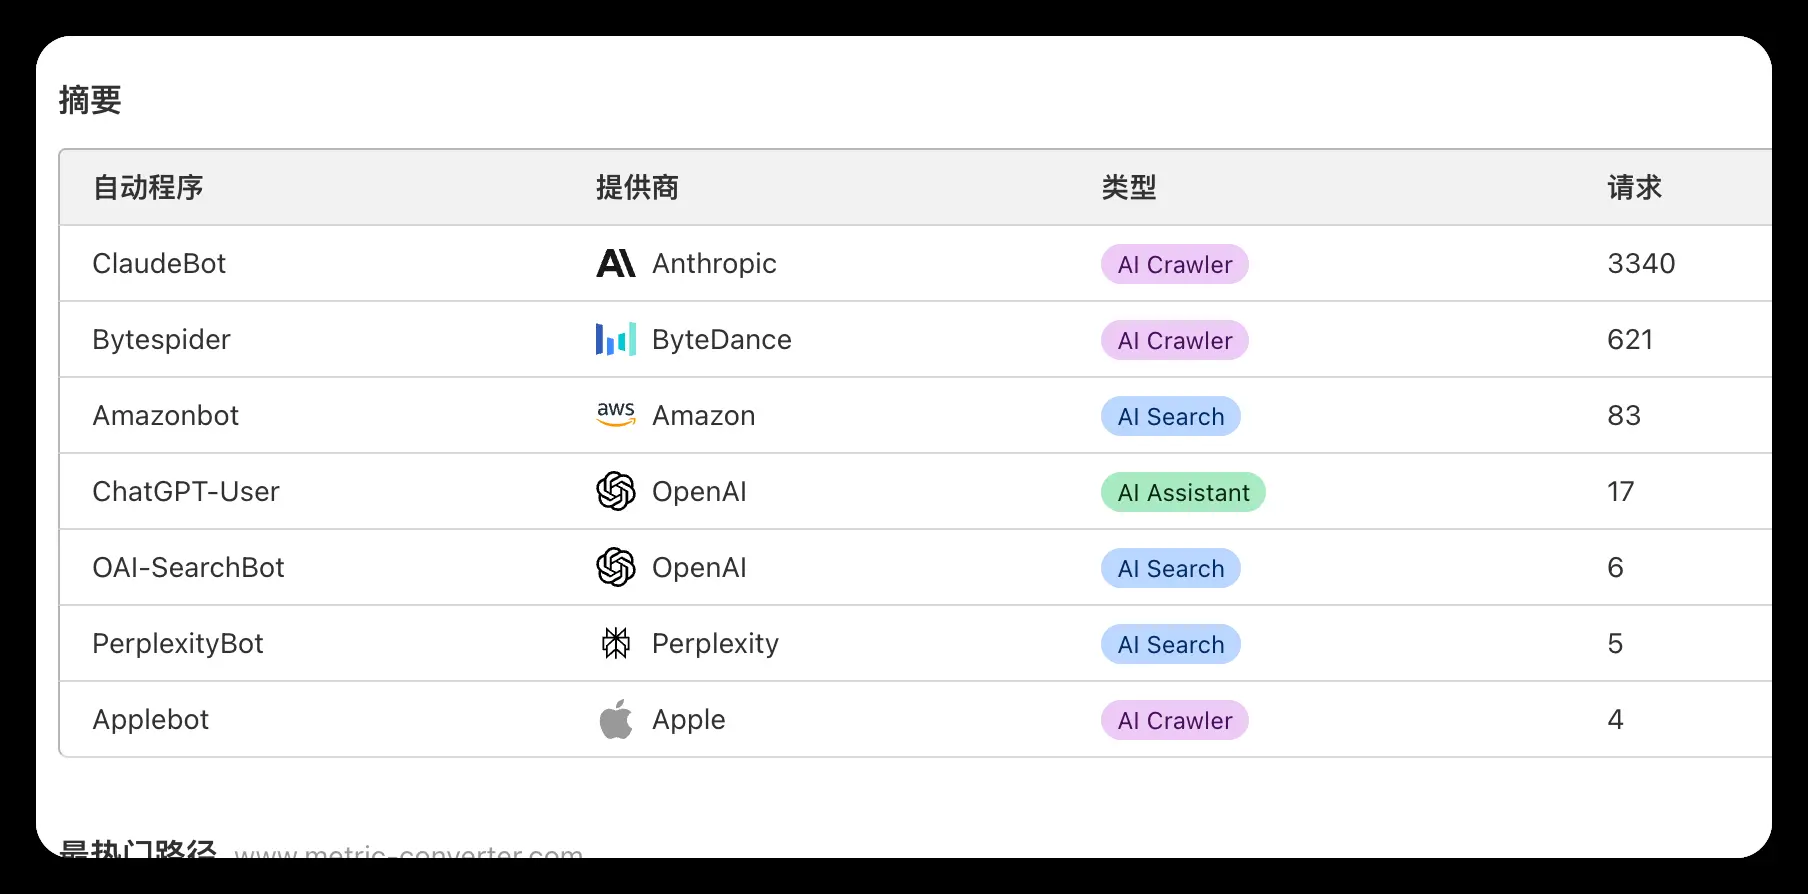 摘要
自动程序 提供商 类型 请求
ClaudeBot Anthropic AI Crawler 3340
Bytespider ByteDance AI Crawler 621
Amazonbot aws Amazon AI Search 83
ChatGPT-User OpenAI AI Assistant 17
OAI-SearchBot OpenAI AI Search 6
PerplexityBot Perplexity AI Search 5
Applebot Apple AI Crawler 4
最热门路径 www.metric-converter.com